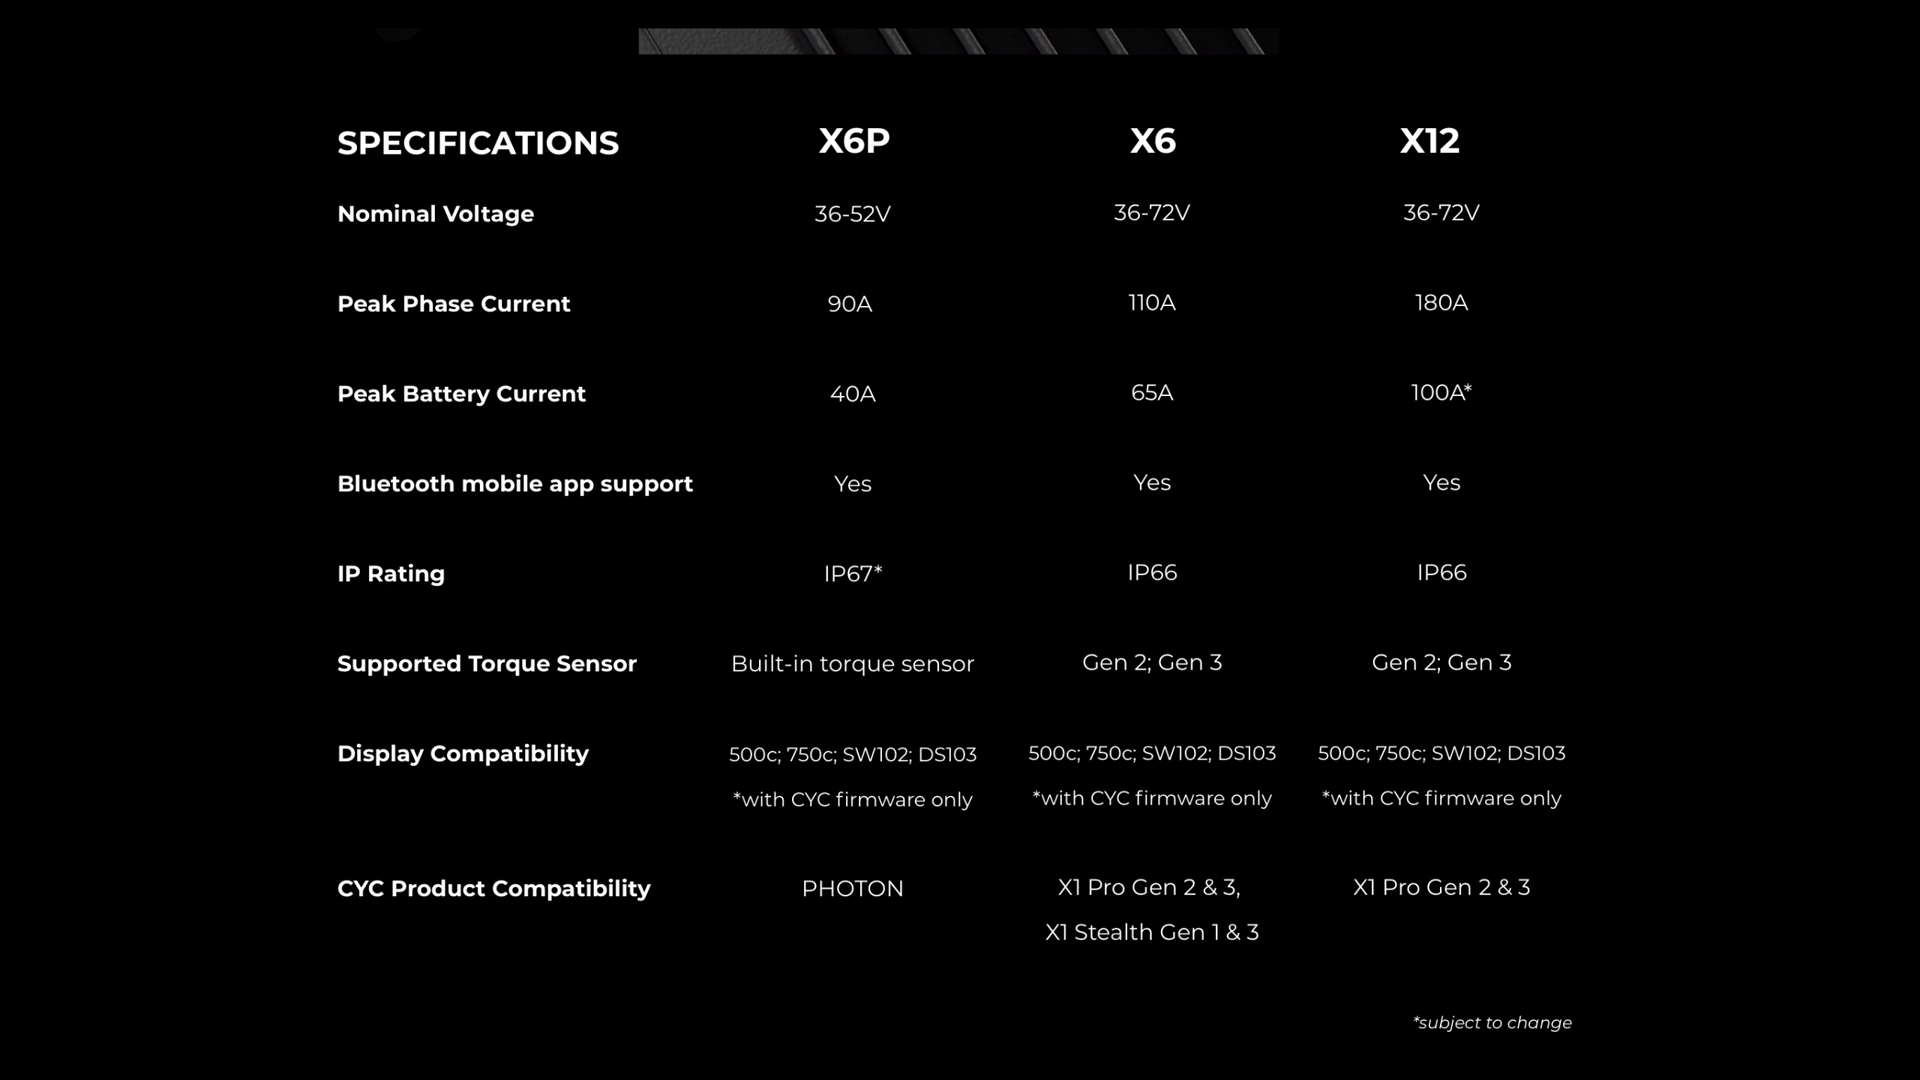 SPECIFICATIONS X6P X6 X12
Nominal Voltage 36-52V 36-72V 36-72V
Peak Phase Current 90A 110A 180A
Peak Battery Current 40A 65A 100A*
Bluetooth mobile app support Yes Yes Yes
IP Rating IP67* IP66 IP66
Supported Torque Sensor Built-in torque sensor Gen 2; Gen 3 Gen 2; Gen 3
Display Compatibility 500c; 750c; SW102; DS103 500c; 750c; SW102; DS103 500c; 750c; SW102; DS103
*with CYC firmware only *with CYC firmware only *with CYC firmware only
CYC Product Compatibility PHOTON X1 Pro Gen 2 & 3, X1 Pro Gen 2 & 3
X1 Stealth Gen 1 & 3
*subject to change